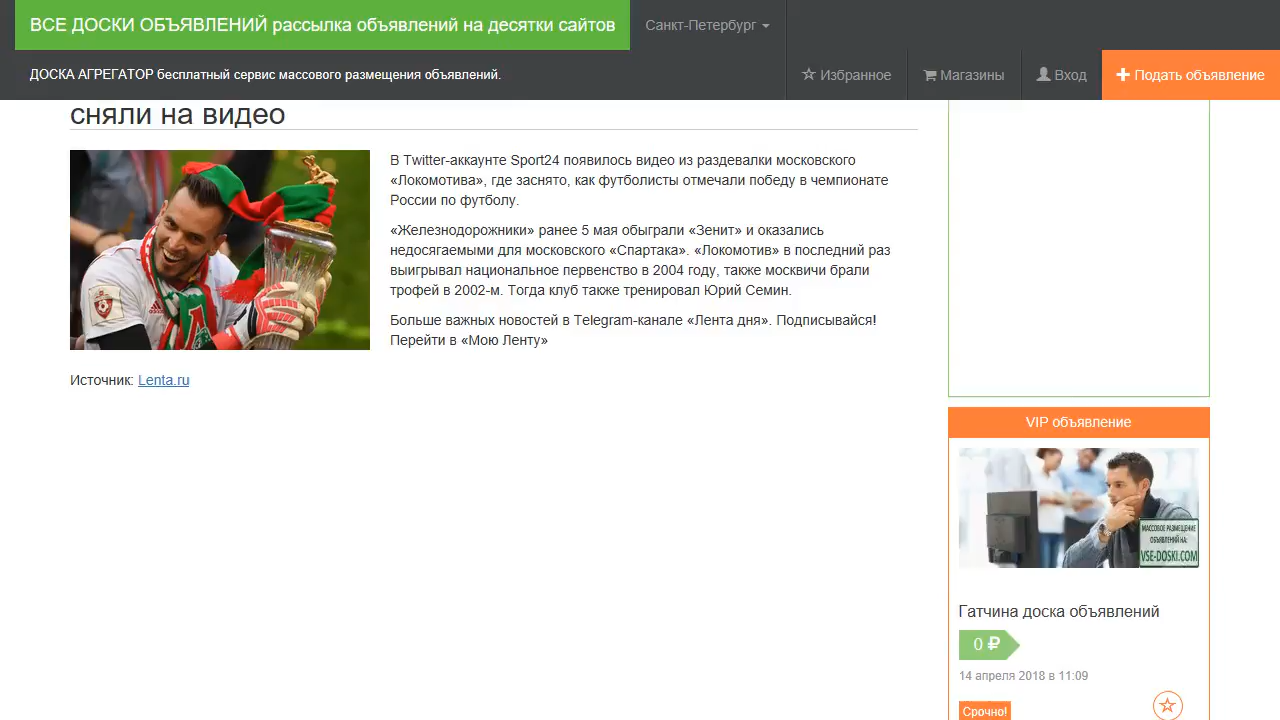 ВСЕ ДОСКИ ОБЪЯВЛЕНИЙ рассылка объявлений на десятки сайтов
Санкт-Петербург
ДОСКА АГРЕГАТОР бесплатный сервис массового размещения объявлений.
Избранное
Магазины
Вход
Подать объявление
сняли на видео
В Twitter-аккаунте Sport24 появилось видео из раздевалки московского
«Локомотива», где заснято, как футболисты отмечали победу в чемпионате
России по футболу.
«Железнодорожники» ранее 5 мая обыграли «Зенит» и оказались
недосягаемыми для московского «Спартака». «Локомотив» в последний раз
выигрывал национальное первенство в 2004 году, также москвичи брали
трофей в 2002-м. Тогда клуб также тренировал Юрий Семин.
Больше важных новостей в Telegram-канале «Лента дня». Подписывайся!
Перейти в «Мою Ленту»
Источник: Lenta.ru
VIP объявление
МАССОВОЕ РАЗМЕЩЕНИЕ
ОБЪЯВЛЕНИЙ НА:
VSE-DOSKI.COM
Гатчина доска объявлений
0 ₽
14 апреля 2018 в 11:09
Срочно!